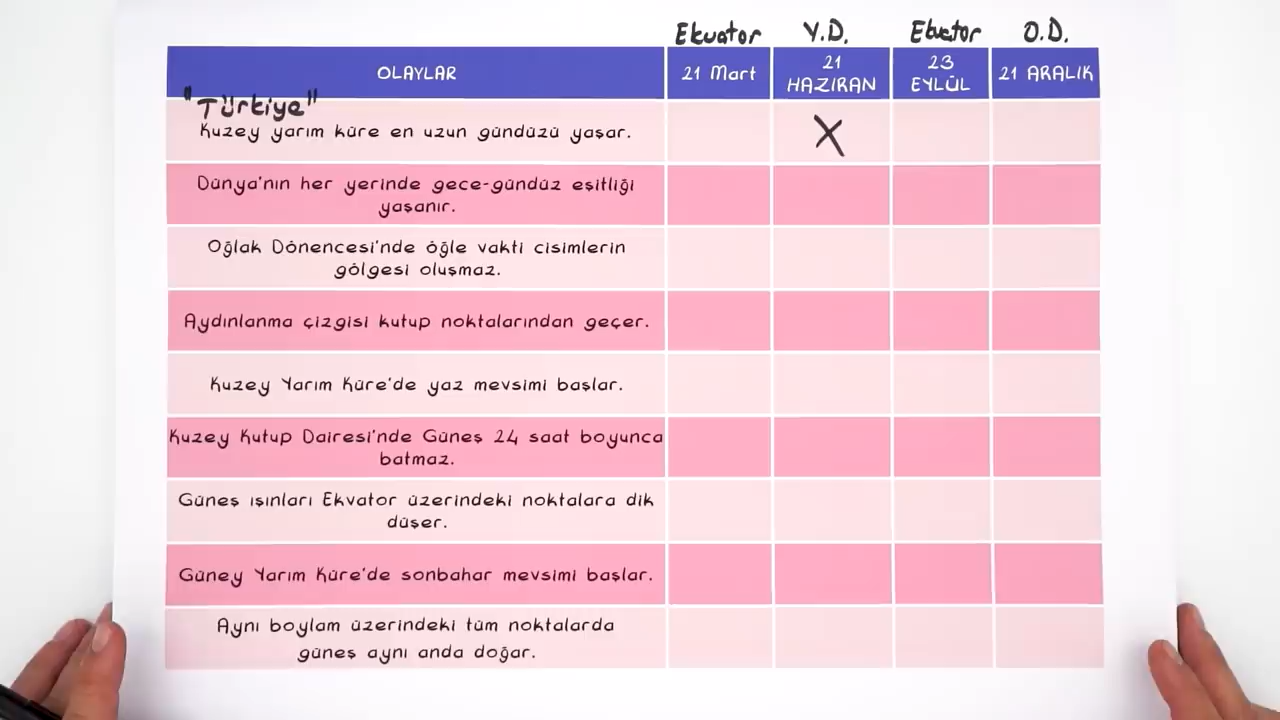 Ekvator Y.D. Ekvator O.D.
OLAYLAR 21 Mart 21 HAZİRAN 23 EYLÜL 21 ARALIK
"Türkiye"
Kuzey yarım küre en uzun gündüzü yaşar. X
Dünya'nın her yerinde gece-gündüz eşitliği
yaşanır.
Oğlak Dönencesi'nde öğle vakti cisimlerin
gölgesi oluşmaz.
Aydınlanma çizgisi kutup noktalarından geçer.
Kuzey Yarım Küre'de yaz mevsimi başlar.
Kuzey Kutup Dairesi'nde Güneş 24 saat boyunca
batmaz.
Güneş ışınları Ekvator üzerindeki noktalara dik
düşer.
Güney Yarım Küre'de sonbahar mevsimi başlar.
Aynı boylam üzerindeki tüm noktalarda
güneş aynı anda doğar.